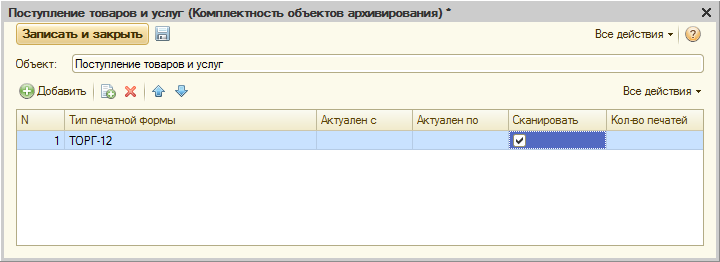 Поступление товаров и услуг (Комплектность объектов архивирования) *
Записать и закрыть Все действия ?
Объект: Поступление товаров и услуг
Добавить Все действия
N Тип печатной формы Актуален с Актуален по Сканировать Кол-во печатей
1 ТОРГ-12